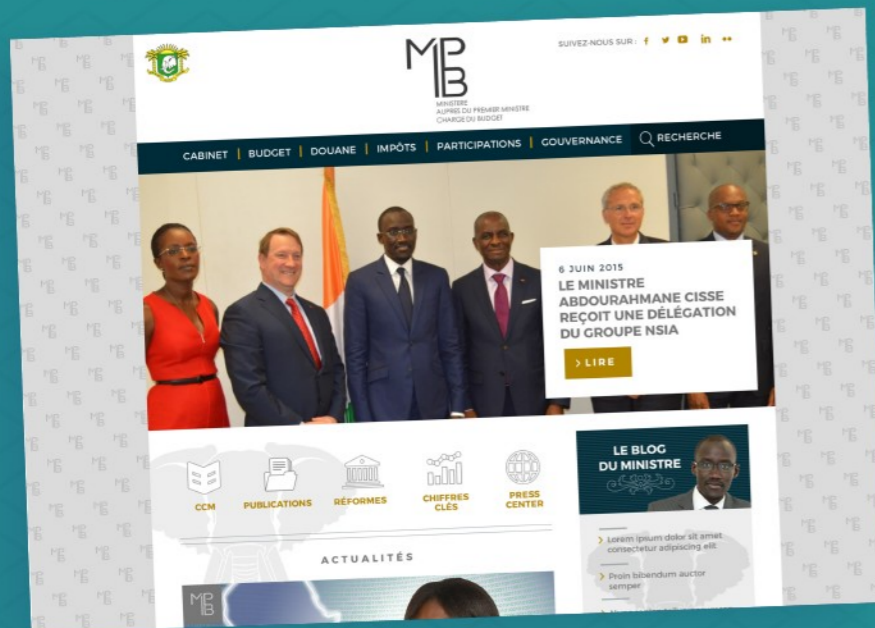 MPB
MINISTERE
AUPRES DU PREMIER MINISTRE
CHARGE DU BUDGET
SUIVEZ-NOUS SUR :
CABINET | BUDGET | DOUANE | IMPÔTS | PARTICIPATIONS | GOUVERNANCE RECHERCHE
6 JUIN 2015
LE MINISTRE
ABDOURAHMANE CISSE
REÇOIT UNE DÉLÉGATION
DU GROUPE NSIA
> LIRE
CCM
PUBLICATIONS
RÉFORMES
CHIFFRES
CLÉS
PRESS
CENTER
LE BLOG
DU MINISTRE
> Lorem ipsum dolor sit amet
consectetur adipiscing elit
> Proin bibendum auctor
semper
ACTUALITÉS
MPB